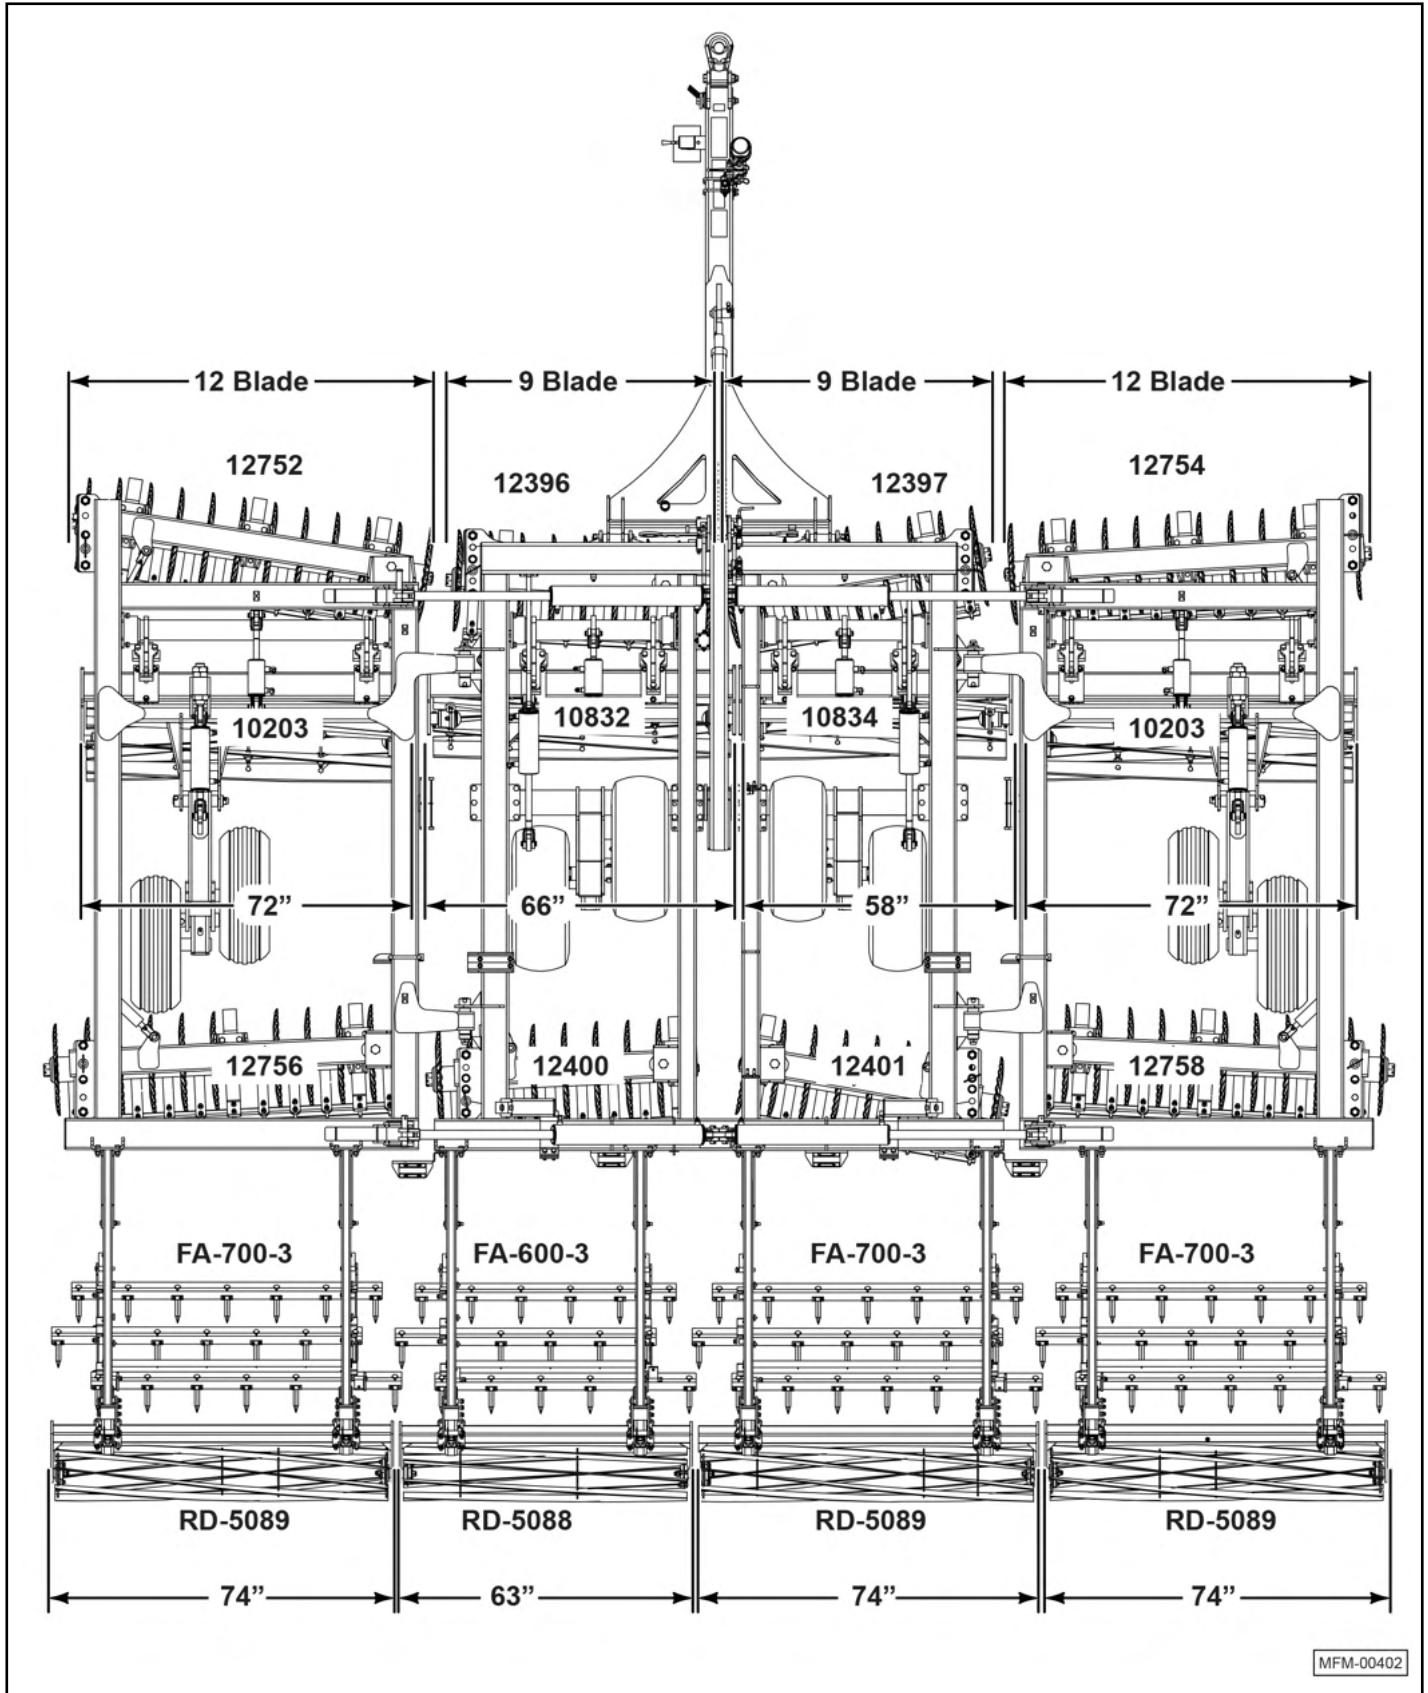 12 Blade 9 Blade 9 Blade 12 Blade
12752 12396 12397 12754
10203 10832 10834 10203
72” 66” 58” 72”
12756 12400 12401 12758
FA-700-3 FA-600-3 FA-700-3 FA-700-3
RD-5089 RD-5088 RD-5089 RD-5089
74” 63” 74” 74”
MFM-00402